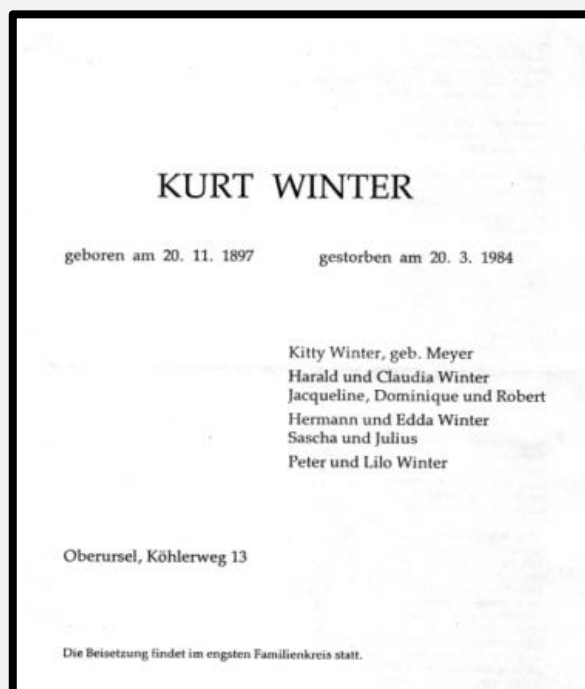 KURT WINTER
geboren am 20. 11. 1897 gestorben am 20. 3. 1984
Kitty Winter, geb. Meyer
Harald und Claudia Winter
Jacqueline, Dominique und Robert
Hermann und Edda Winter
Sascha und Julius
Peter und Lilo Winter
Oberursel, Köhlerweg 13
Die Beisetzung findet im engsten Familienkreis statt.